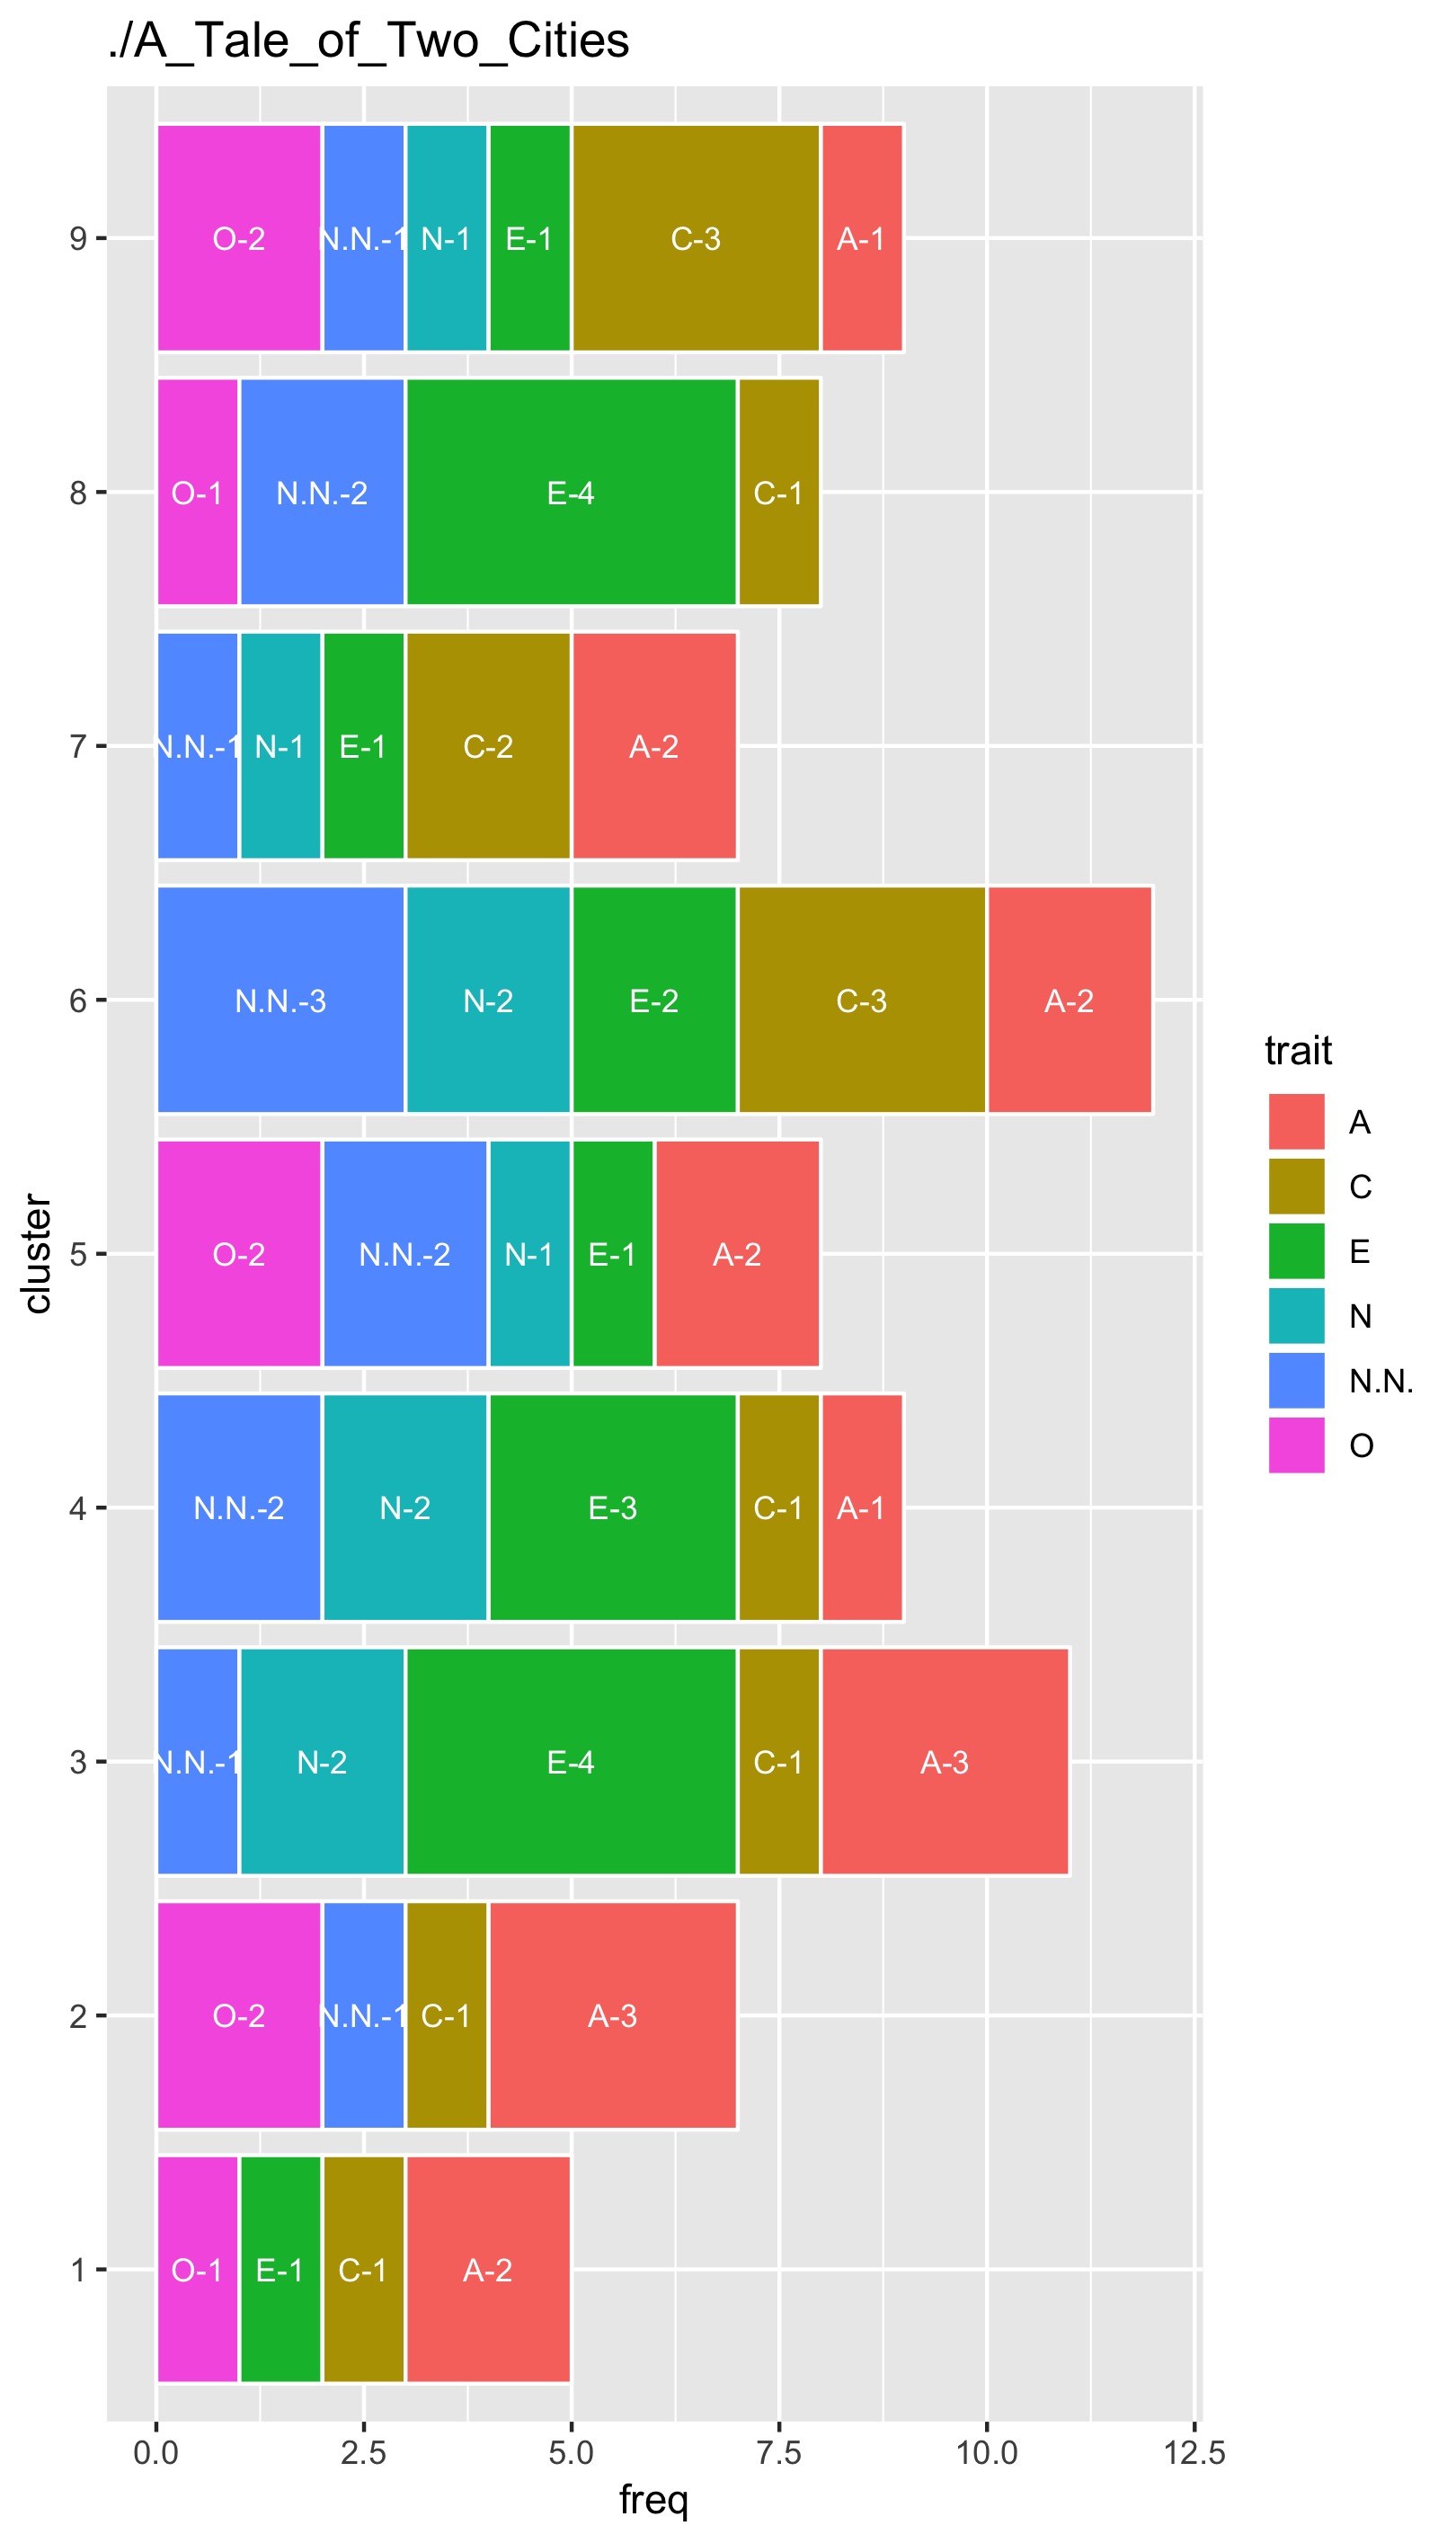 ./A_Tale_of_Two_Cities
9
O-2 N.N.-1 N-1 E-1 C-3 A-1
8
O-1 N.N.-2 E-4 C-1
7
N.N.-1 N-1 E-1 C-2 A-2
6
N.N.-3 N-2 E-2 C-3 A-2
5
O-2 N.N.-2 N-1 E-1 A-2
4
N.N.-2 N-2 E-3 C-1 A-1
3
N.N.-1 N-2 E-4 C-1 A-3
2
O-2 N.N.-1 C-1 A-3
1
O-1 E-1 C-1 A-2
cluster
0.0 2.5 5.0 7.5 10.0 12.5
freq
trait
A
C
E
N
N.N.
O